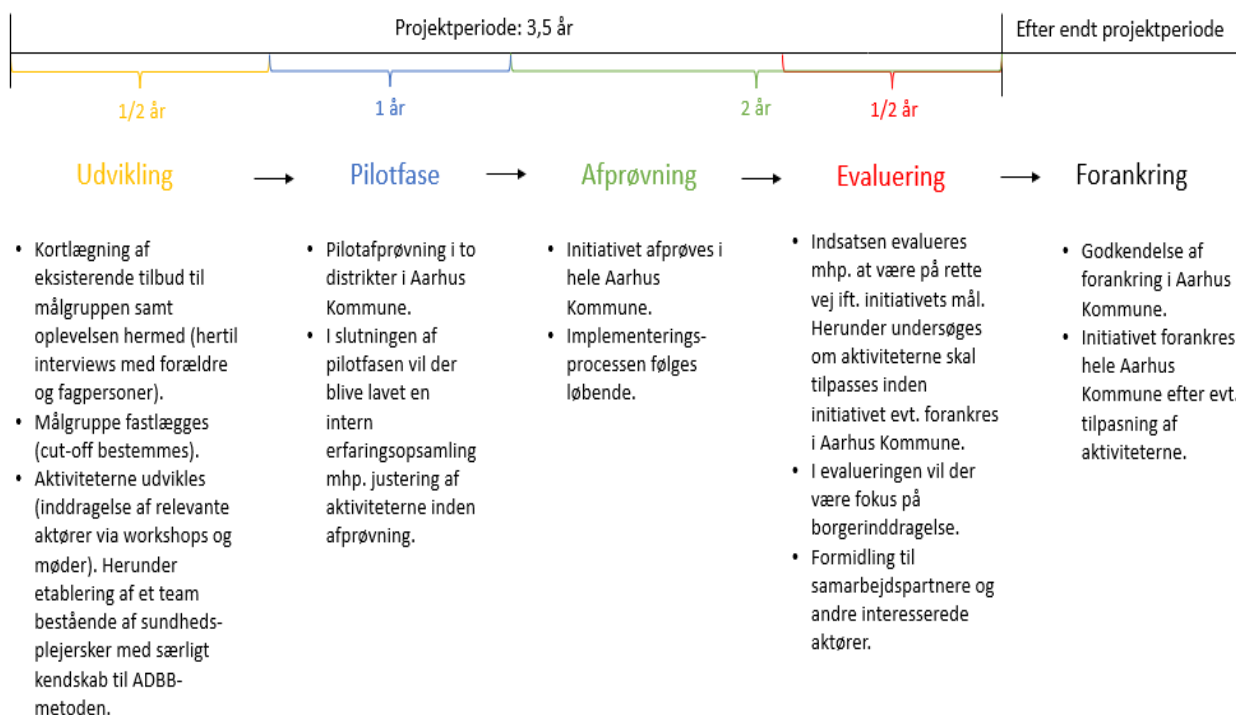 Projektperiode: 3,5 år
Efter endt projektperiode
1/2 år
1 år
2 år
1/2 år
Udvikling
Pilotfase
Afprøvning
Evaluering
Forankring
• Kortlægning af
eksisterende tilbud til
målgruppen samt
oplevelsen hermed (hertil
interviews med forældre
og fagpersoner).
• Målgruppe fastlægges
(cut-off bestemmes).
• Aktiviteterne udvikles
(inddragelse af relevante
aktører via workshops og
møder). Herunder
etablering af et team
bestående af sundheds-
plejersker med særligt
kendskab til ADBB-
metoden.
• Pilotafprøvning i to
distrikter i Aarhus
Kommune.
• I slutningen af
pilotfasen vil der
blive lavet en
intern
erfaringsopsamling
mhp. justering af
aktiviteterne inden
afprøvning.
• Initiativet afprøves i
hele Aarhus
Kommune.
• Implementerings-
processen følges
løbende.
• Indsatsen evalueres
mhp. at være på rette
vej ift. initiativets mål.
Herunder undersøges
om aktiviteterne skal
tilpasses inden
initiativet evt. forankres
i Aarhus Kommune.
• I evalueringen vil der
være fokus på
borgerinddragelse.
• Formidling til
samarbejdspartnere og
andre interesserede
aktører.
• Godkendelse af
forankring i Aarhus
Kommune.
• Initiativet forankres
hele Aarhus
Kommune efter evt.
tilpasning af
aktiviteterne.